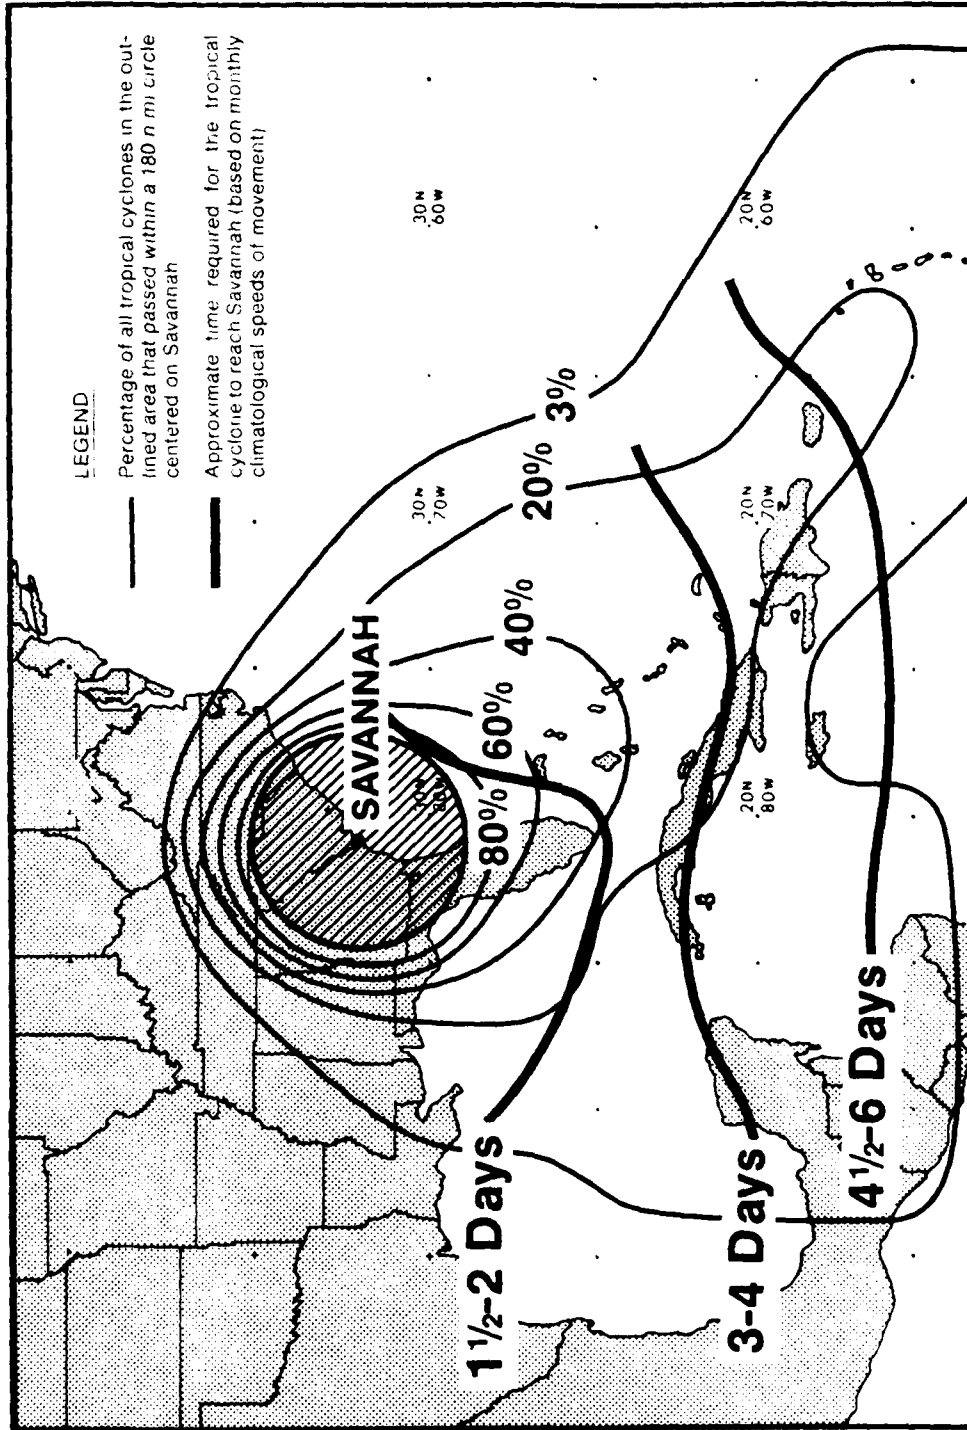 LEGEND
Percentage of all tropical cyclones in the out-
lined area that passed within a 180 n mi circle
centered on Savannah
Approximate time required for the tropical
cyclone to reach Savannah (based on monthly
climatological speeds of movement)
30N
70W
30N
60W
30N
80W
SAVANNAH
80%
60%
40%
20%
3%
20N
80W
20N
70W
20N
60W
1½-2 Days
3-4 Days
4½-6 Days